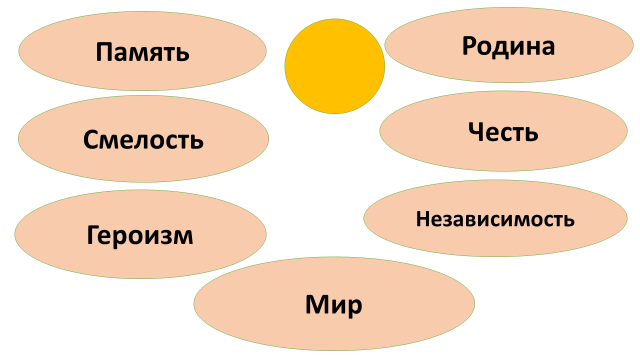 Память
Родина
Смелость
Честь
Героизм
Независимость
Мир